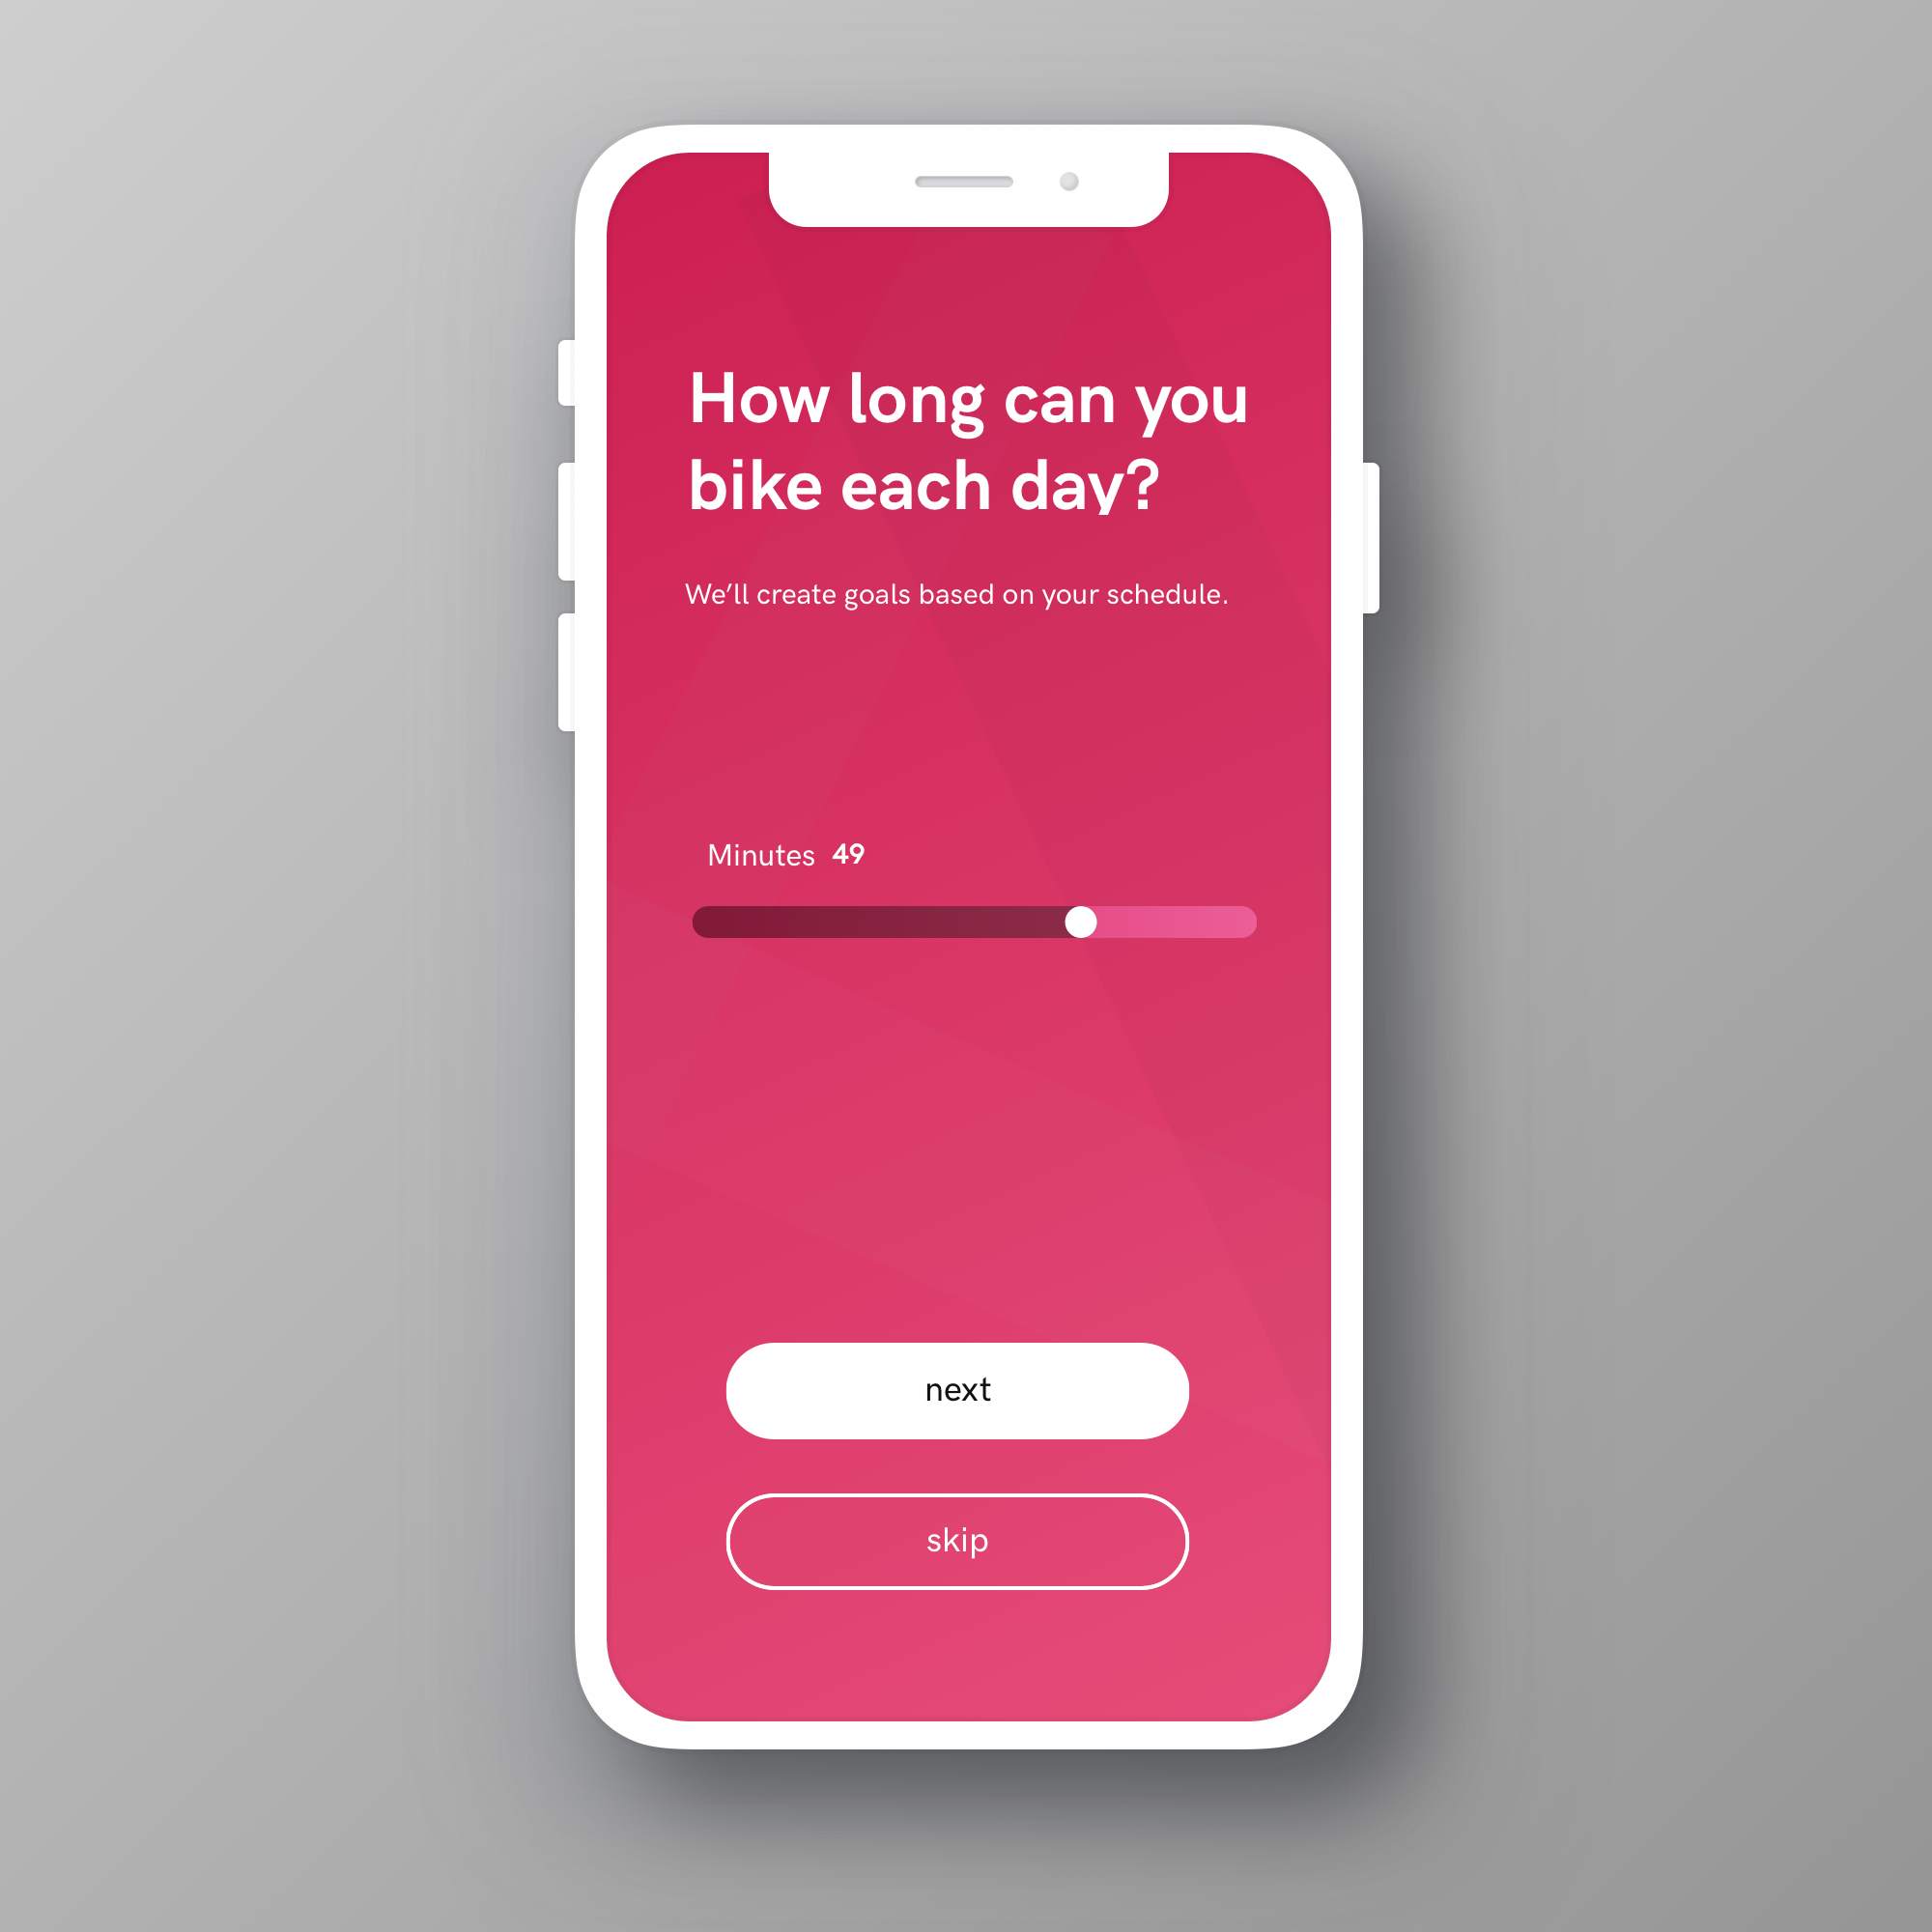 How long can you
bike each day?
We’ll create goals based on your schedule.
Minutes 49
next
skip